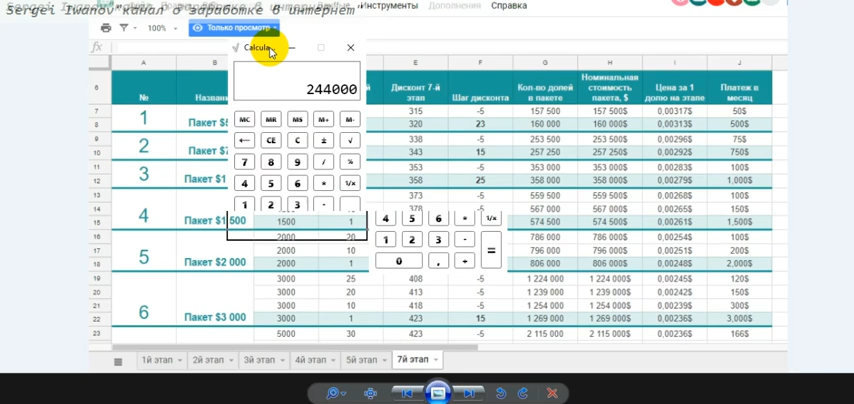 Sergei Iwanov"канал о заработке в интернет"
Инструменты Дополнения Справка
100% Только просмотр
fx
Calcula
244000
MC MR MS M+ M-
CE C ± √
7 8 9 / %
4 5 6 * 1/x
1 2 3 -
4 5 6 * 1/x
1 2 3 - =
0 , +
A B E F G H I J
6 № Дисконт 7-й этап Шаг дисконта Кол-во долей в пакете Номинальная стоимость пакета, $ Цена за 1 долю на этапе Платеж в месяц
7 1 315 -5 157 500 157 500$ 0,00317$ 50$
8 Пакет 320 23 160 000 160 000$ 0,00313$ 500$
9 2 338 -5 253 500 253 500$ 0,00296$ 75$
10 Пакет 343 15 257 250 257 250$ 0,00292$ 750$
11 3 353 -5 353 000 353 000$ 0,00283$ 100$
12 Пакет $1 358 25 358 000 358 000$ 0,00279$ 1,000$
13 4 373 -5 559 500 559 500$ 0,00268$ 100$
14 378 567 000 567 000$ 0,00265$ 150$
15 Пакет $1 500 1500 1 574 500 574 500$ 0,00261$ 1,500$
16 5 2000 20 786 000 786 000$ 0,00254$ 100$
17 2000 10 796 000 796 000$ 0,00251$ 200$
18 Пакет $2 000 2000 1 806 000 806 000$ 0,00248$ 2,000$
19 6 3000 25 408 -5 1 224 000 1 224 000$ 0,00245$ 120$
20 3000 20 413 -5 1 239 000 1 239 000$ 0,00242$ 150$
21 3000 10 418 -5 1 254 000 1 254 000$ 0,00239$ 300$
22 Пакет $3 000 3000 1 423 15 1 269 000 1 269 000$ 0,00236$ 3,000$
23 5000 30 423 -5 2 115 000 2 115 000$ 0,00236$ 166$
1й этап 2й этап 3й этап 4й этап 5й этап 7й этап